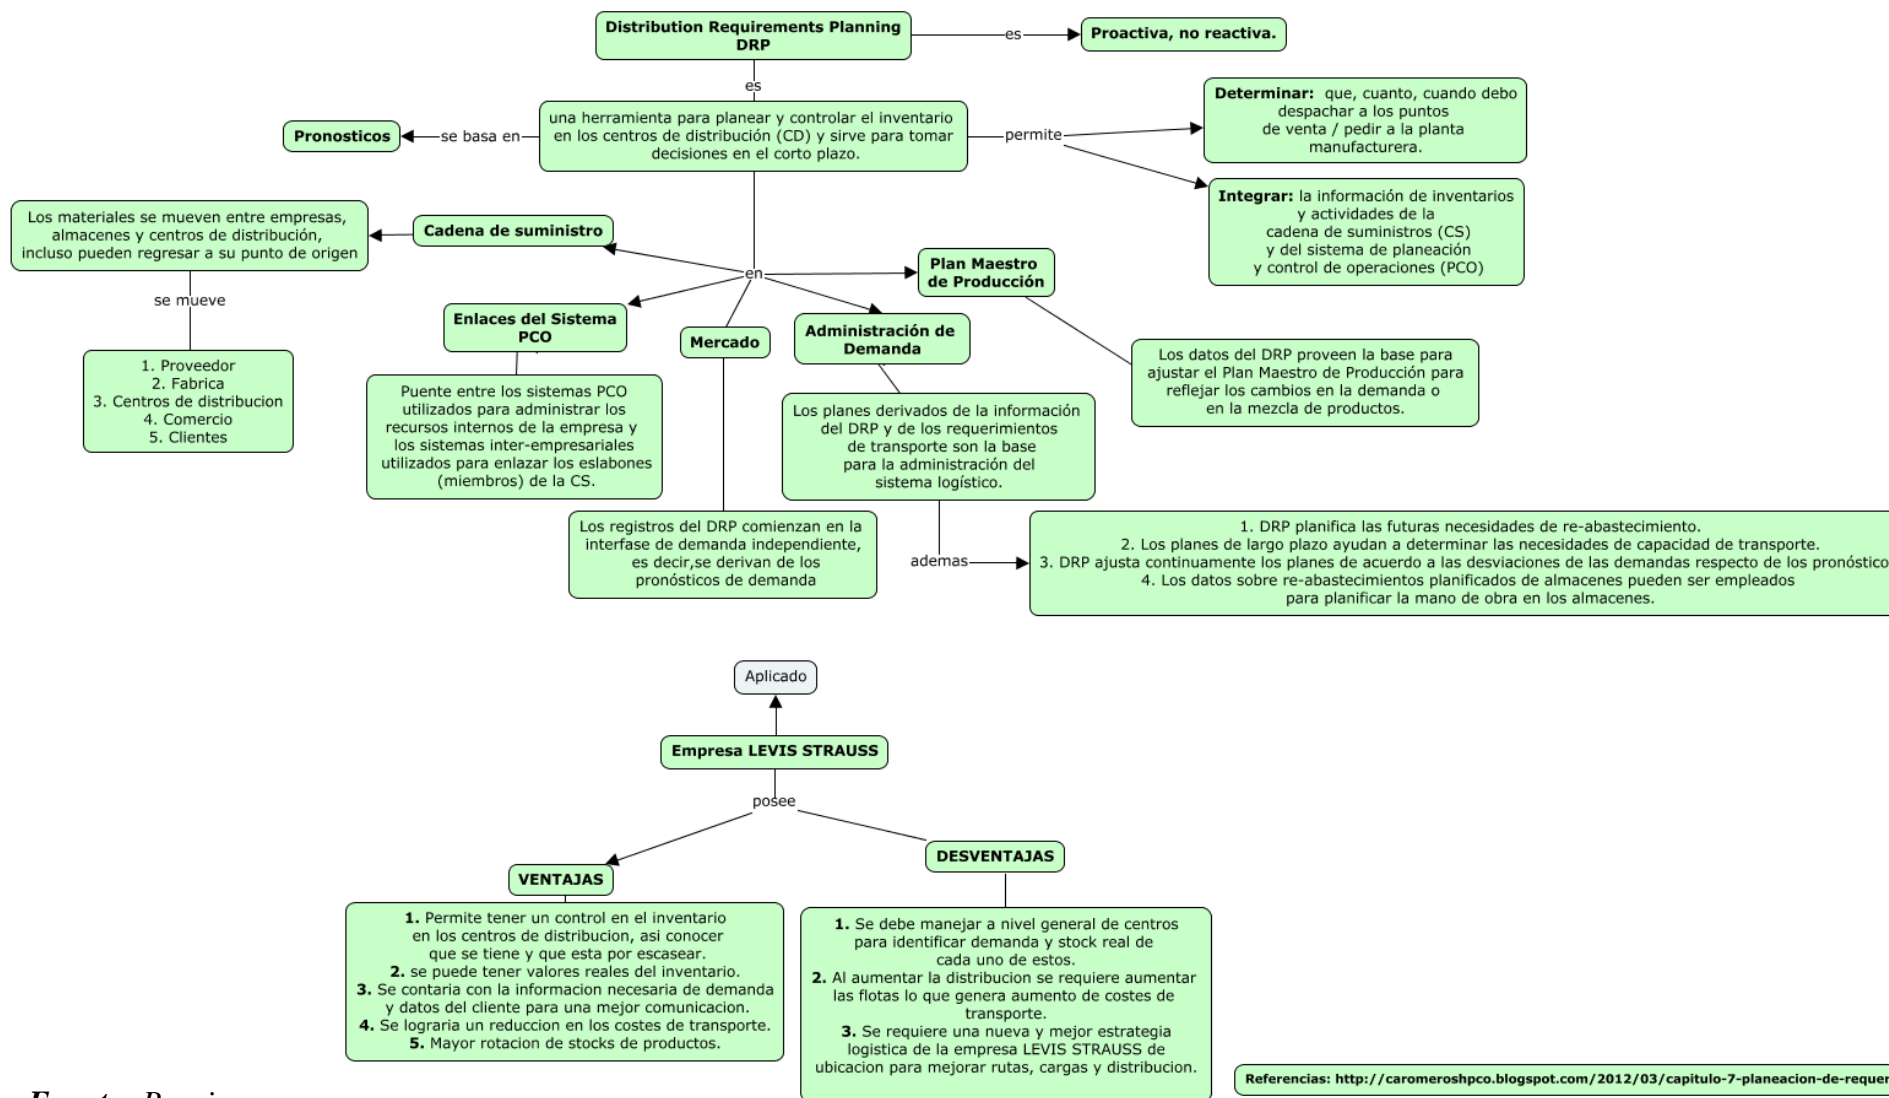 Distribution Requirements Planning
DRP
es
Proactiva, no reactiva.
es
una herramienta para planear y controlar el inventario
en los centros de distribución (CD) y sirve para tomar
decisiones en el corto plazo.
se basa en
Pronosticos
permite
Determinar: que, cuanto, cuando debo
despachar a los puntos
de venta / pedir a la planta
manufacturera.
Integrar: la información de inventarios
y actividades de la
cadena de suministros (CS)
y del sistema de planeación
y control de operaciones (PCO)
en
Cadena de suministro
Los materiales se mueven entre empresas,
almacenes y centros de distribución,
incluso pueden regresar a su punto de origen
se mueve
1. Proveedor
2. Fabrica
3. Centros de distribucion
4. Comercio
5. Clientes
Enlaces del Sistema
PCO
Puente entre los sistemas PCO
utilizados para administrar los
recursos internos de la empresa y
los sistemas inter-empresariales
utilizados para enlazar los eslabones
(miembros) de la CS.
Mercado
Los registros del DRP comienzan en la
interfase de demanda independiente,
es decir,se derivan de los
pronósticos de demanda
Administración de
Demanda
Los planes derivados de la información
del DRP y de los requerimientos
de transporte son la base
para la administración del
sistema logístico.
ademas
1. DRP planifica las futuras necesidades de re-abastecimiento.
2. Los planes de largo plazo ayudan a determinar las necesidades de capacidad de transporte.
3. DRP ajusta continuamente los planes de acuerdo a las desviaciones de las demandas respecto de los pronóstico
4. Los datos sobre re-abastecimientos planificados de almacenes pueden ser empleados
para planificar la mano de obra en los almacenes.
Plan Maestro
de Producción
Los datos del DRP proveen la base para
ajustar el Plan Maestro de Producción para
reflejar los cambios en la demanda o
en la mezcla de productos.
Aplicado
Empresa LEVIS STRAUSS
posee
VENTAJAS
1. Permite tener un control en el inventario
en los centros de distribucion, asi conocer
que se tiene y que esta por escasear.
2. se puede tener valores reales del inventario.
3. Se contaria con la informacion necesaria de demanda
y datos del cliente para una mejor comunicacion.
4. Se lograria un reduccion en los costes de transporte.
5. Mayor rotacion de stocks de productos.
DESVENTAJAS
1. Se debe manejar a nivel general de centros
para identificar demanda y stock real de
cada uno de estos.
2. Al aumentar la distribucion se requiere aumentar
las flotas lo que genera aumento de costes de
transporte.
3. Se requiere una nueva y mejor estrategia
logistica de la empresa LEVIS STRAUSS de
ubicacion para mejorar rutas, cargas y distribucion.
Referencias: http://caromeroshpco.blogspot.com/2012/03/capitulo-7-planeacion-de-requer